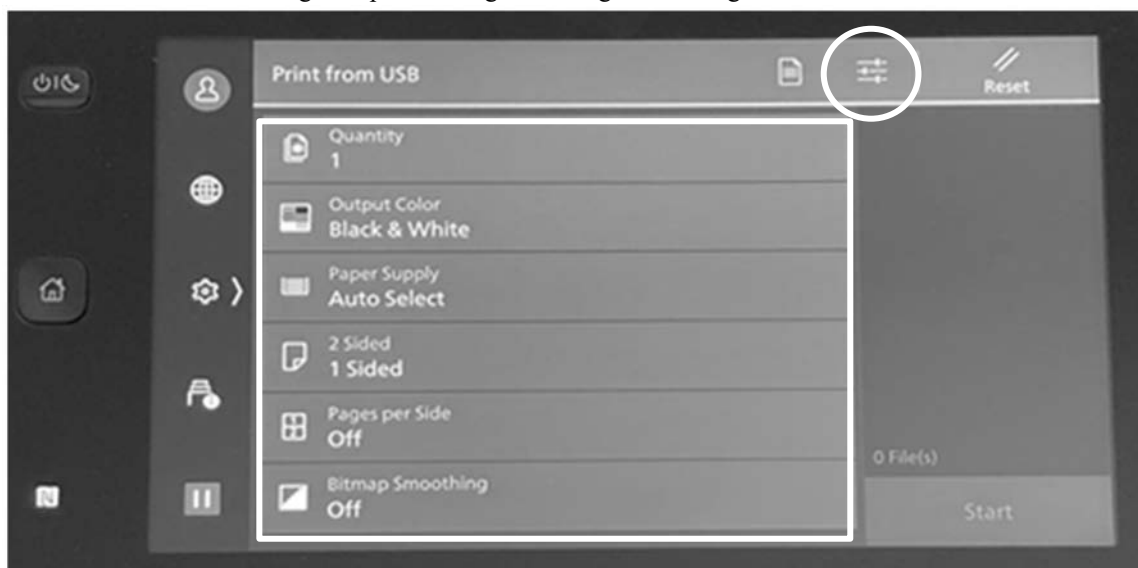 Print from USB
Reset
Quantity
1
Output Color
Black & White
Paper Supply
Auto Select
2 Sided
1 Sided
Pages per Side
Off
Bitmap Smoothing
Off
0 File(s)
Start